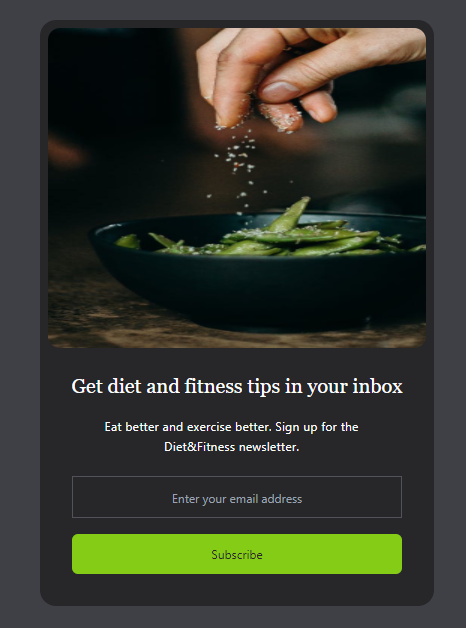 Get diet and fitness tips in your inbox
Eat better and exercise better. Sign up for the
Diet&Fitness newsletter.
Enter your email address
Subscribe